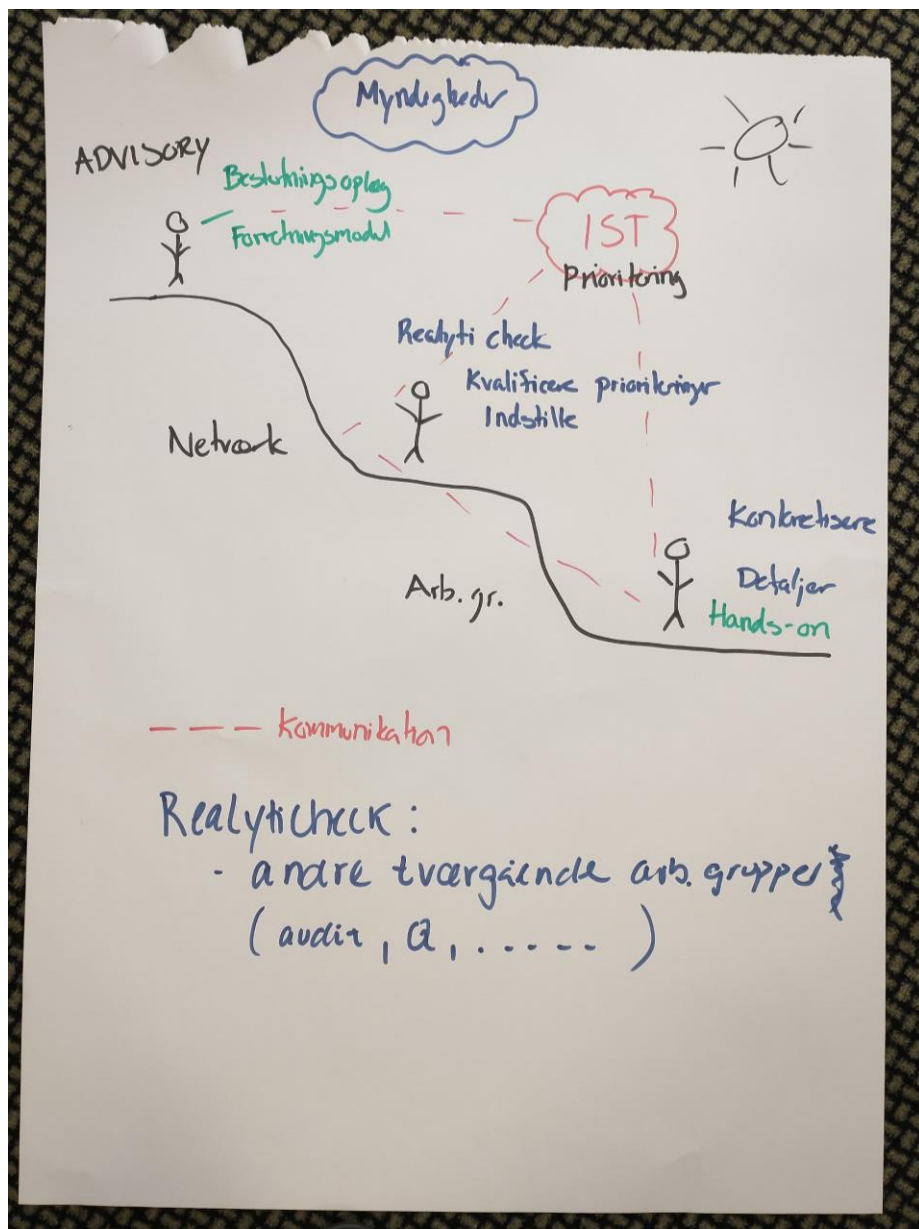 Myndigheder
ADVISORY
Beslutningsoplæg
Forretningsmodel
IST
Prioritering
Realyti check
Kvalificere prioriteringer
Indstille
Netværk
Konkretisere
Detaljer
Hands-on
Arb. gr.
Kommunikation
Realyticheck :
- andre tværgående arb. grupper
( audit , Q , ..... )